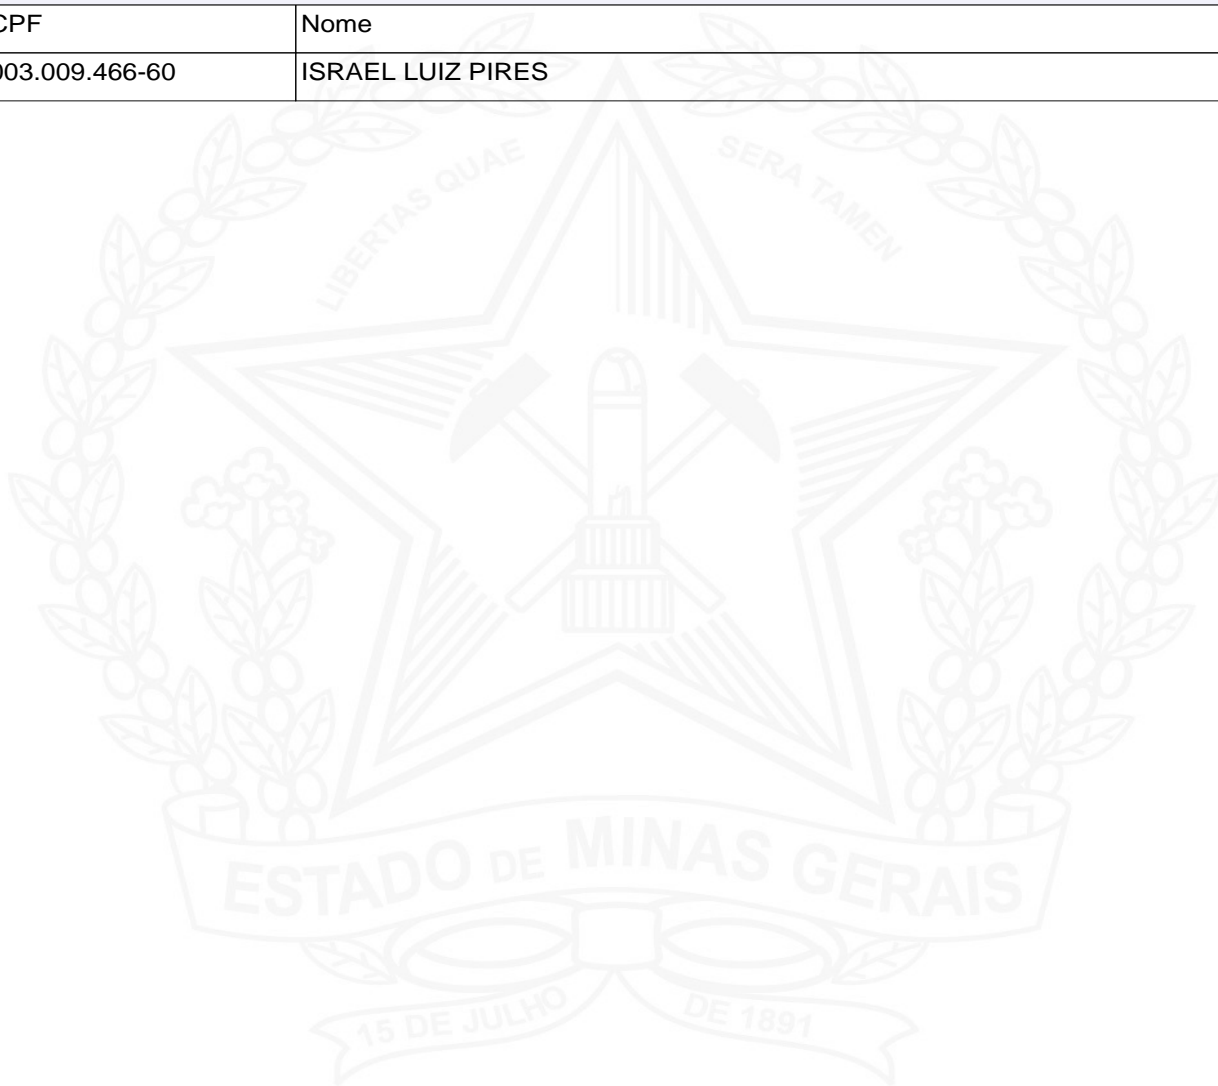 CPF Nome
003.009.466-60 ISRAEL LUIZ PIRES
LIBERTAS QUAE SERA TAMEN
ESTADO DE MINAS GERAIS
15 DE JULHO DE 1891